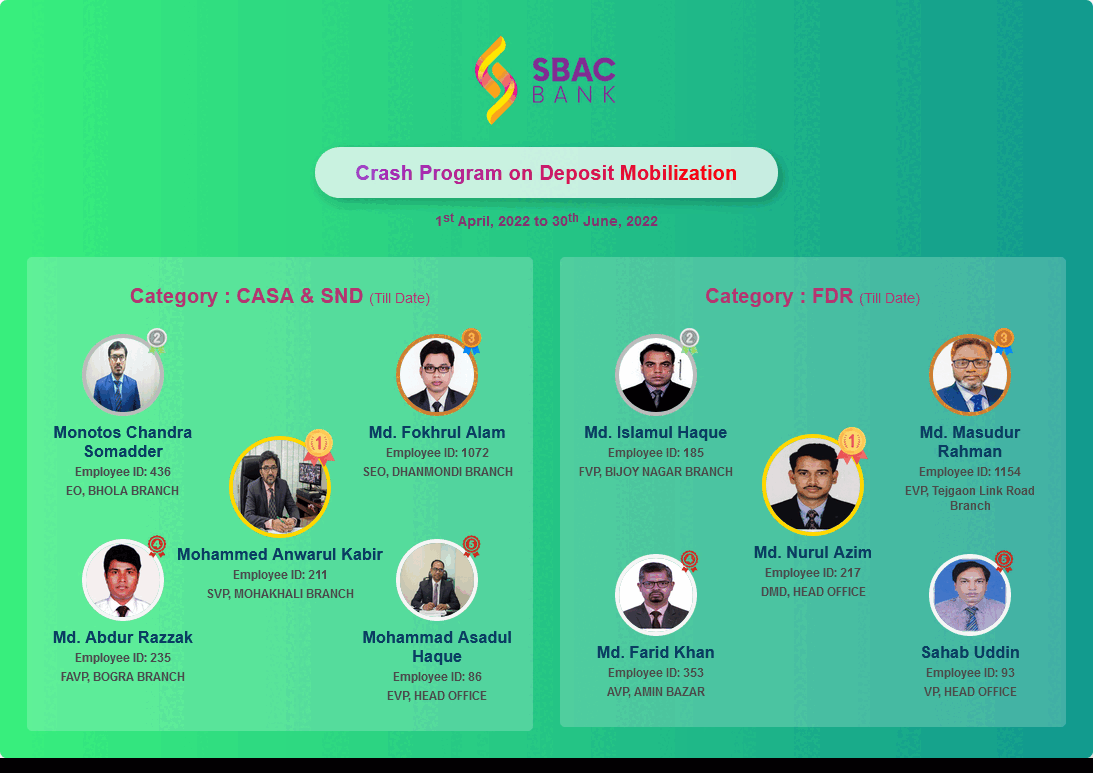 SBAC
BANK
Crash Program on Deposit Mobilization
1st April, 2022 to 30th June, 2022
Category : CASA & SND (Till Date)
2
Monotos Chandra
Somadder
Employee ID: 436
EO, BHOLA BRANCH
3
Md. Fokhrul Alam
Employee ID: 1072
SEO, DHANMONDI BRANCH
1
Mohammed Anwarul Kabir
Employee ID: 211
SVP, MOHAKHALI BRANCH
4
Md. Abdur Razzak
Employee ID: 235
FAVP, BOGRA BRANCH
5
Mohammad Asadul
Haque
Employee ID: 86
EVP, HEAD OFFICE
Category : FDR (Till Date)
2
Md. Islamul Haque
Employee ID: 185
FVP, BIJOY NAGAR BRANCH
3
Md. Masudur
Rahman
Employee ID: 1154
EVP, Tejgaon Link Road
Branch
1
Md. Nurul Azim
Employee ID: 217
DMD, HEAD OFFICE
4
Md. Farid Khan
Employee ID: 353
AVP, AMIN BAZAR
5
Sahab Uddin
Employee ID: 93
VP, HEAD OFFICE